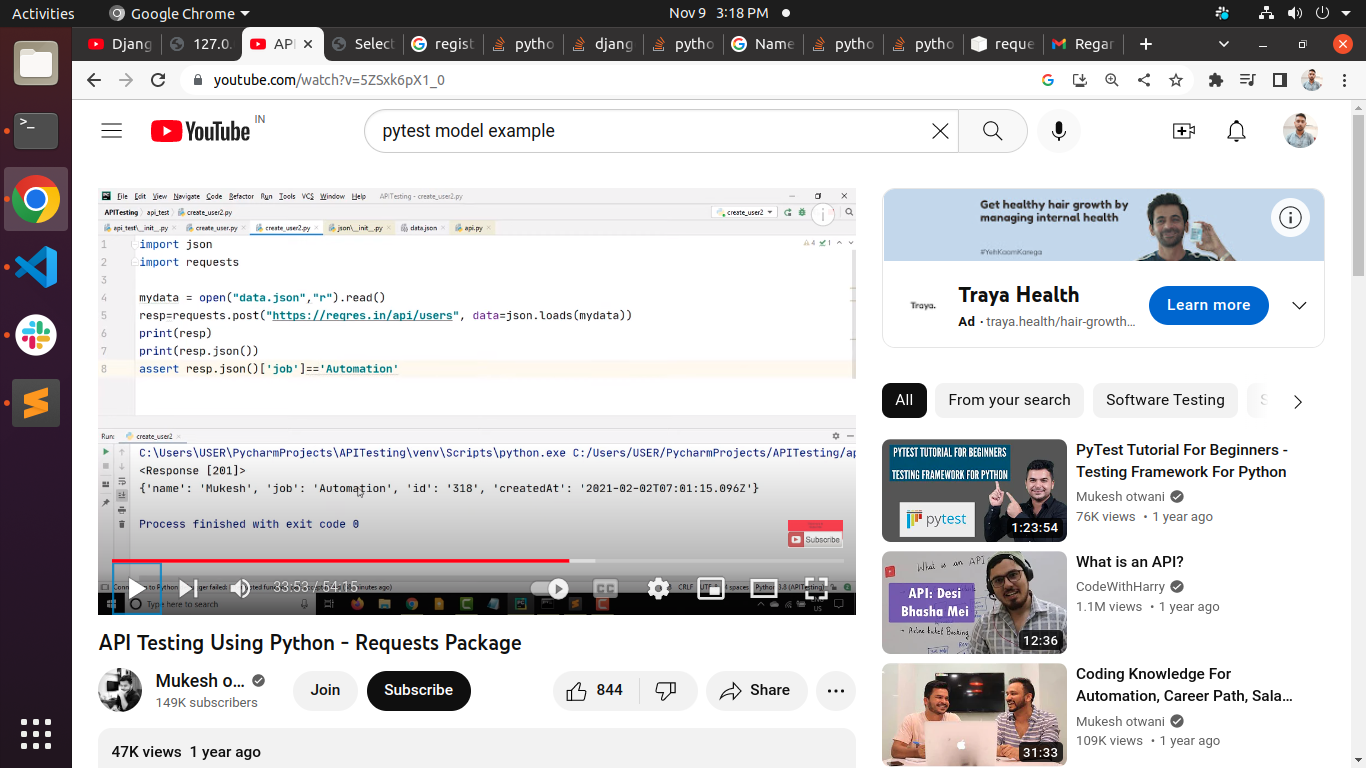 Activities
Google Chrome
Nov 9 3:18 PM
Djang
127.0.
API
Select
regist
pytho
djang
pytho
Name
pytho
pytho
reque
Regar
youtube.com/watch?v=5ZSxk6pX1_0
YouTube IN
pytest model example
File Edit View Navigate Code Refactor Run Tools VCS Window Help APITesting - create_user2.py
APITesting api_test create_user2.py
create_user2
api_test\__init__.py create_user.py create_user2.py json\__init__.py data.json api.py
1 import json
2 import requests
3
4 mydata = open("data.json","r").read()
5 resp=requests.post("https://reqres.in/api/users", data=json.loads(mydata))
6 print(resp)
7 print(resp.json())
8 assert resp.json()['job']=='Automation'
4 1
Run: create_user2
C:\Users\USER\PycharmProjects\APITesting\venv\Scripts\python.exe C:/Users/USER/PycharmProjects/APITesting/ap
<Response [201]>
{'name': 'Mukesh', 'job': 'Automation', 'id': '318', 'createdAt': '2021-02-02T07:01:15.096Z'}
Process finished with exit code 0
Subscribe
33:53 / 54:15
CC
CRLF
spaces
Type here to search
US
API Testing Using Python - Requests Package
Mukesh o...
149K subscribers
Join
Subscribe
844
Share
47K views 1 year ago
Get healthy hair growth by
managing internal health
#YehKaamKarega
Traya.
Traya Health
Ad · traya.health/hair-growth...
Learn more
All
From your search
Software Testing
S
PYTEST TUTORIAL FOR BEGINNERS
TESTING FRAMEWORK FOR PYTHON
pytest
1:23:54
PyTest Tutorial For Beginners -
Testing Framework For Python
Mukesh otwani
76K views • 1 year ago
What is an API
API: Desi
Bhasha Mei
12:36
What is an API?
CodeWithHarry
1.1M views • 1 year ago
31:33
Coding Knowledge For
Automation, Career Path, Sala...
Mukesh otwani
109K views • 1 year ago